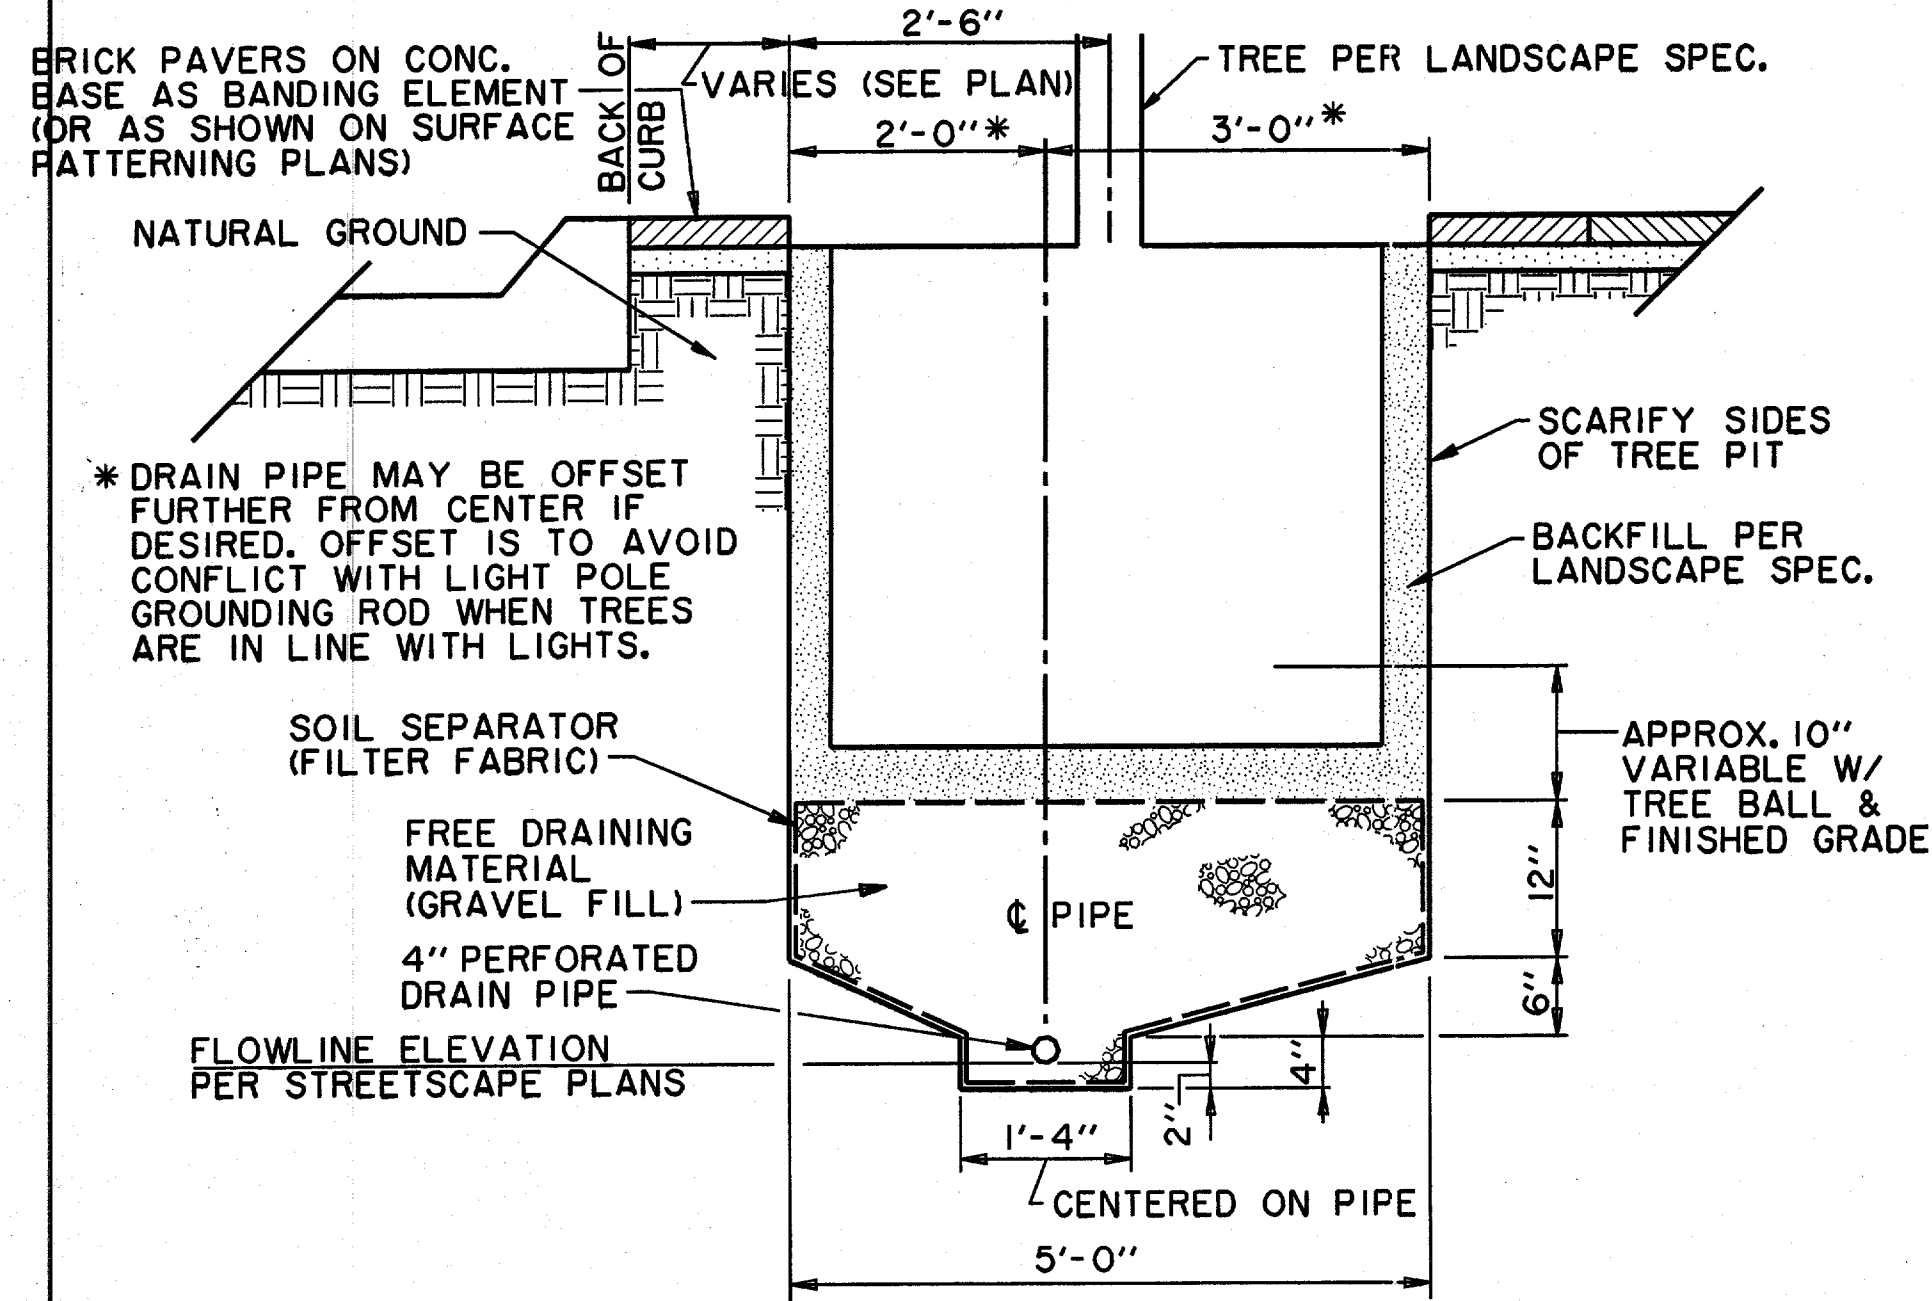 2'-6"
BRICK PAVERS ON CONC.
BASE AS BANDING ELEMENT
(OR AS SHOWN ON SURFACE
PATTERNING PLANS)
BACK OF
CURB
VARIES (SEE PLAN)
TREE PER LANDSCAPE SPEC.
2'-0"*
3'-0"*
NATURAL GROUND
SCARIFY SIDES
OF TREE PIT
* DRAIN PIPE MAY BE OFFSET
FURTHER FROM CENTER IF
DESIRED. OFFSET IS TO AVOID
CONFLICT WITH LIGHT POLE
GROUNDING ROD WHEN TREES
ARE IN LINE WITH LIGHTS.
BACKFILL PER
LANDSCAPE SPEC.
SOIL SEPARATOR
(FILTER FABRIC)
APPROX. 10"
VARIABLE W/
TREE BALL &
FINISHED GRADE
FREE DRAINING
MATERIAL
(GRAVEL FILL)
12"
℄ PIPE
4" PERFORATED
DRAIN PIPE
6"
FLOWLINE ELEVATION
PER STREETSCAPE PLANS
4"
2"
1'-4"
CENTERED ON PIPE
5'-0"